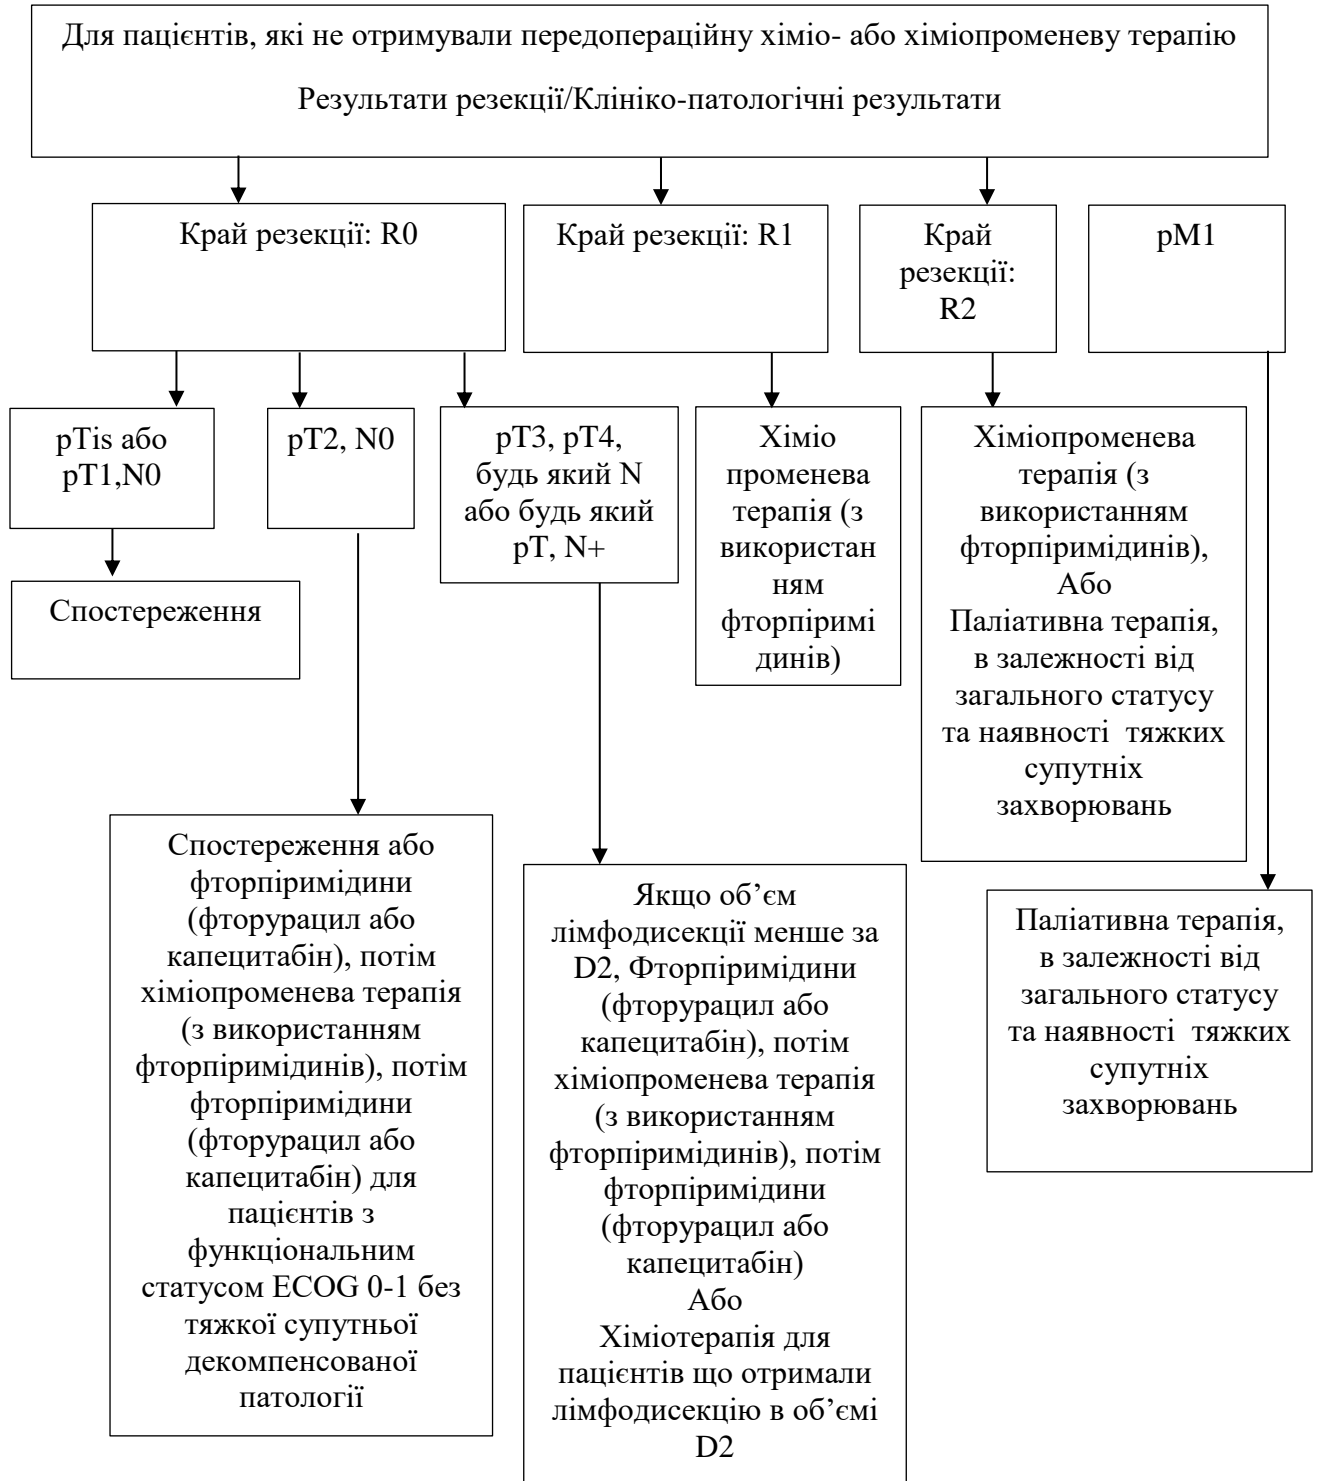 Для пацієнтів, які не отримували передопераційну хіміо- або хіміопроменеву терапію
Результати резекції/Клініко-патологічні результати
Край резекції: R0
Край резекції: R1
Край
резекції:
R2
pM1
pTis або
pT1,N0
pT2, N0
pT3, pT4,
будь який N
або будь який
pT, N+
Хіміо
променева
терапія (з
використан
ням
фторпіримі
динів)
Хіміопроменева
терапія (з
використанням
фторпіримідинів),
Або
Паліативна терапія,
в залежності від
загального статусу
та наявності тяжких
супутніх
захворювань
Спостереження
Спостереження або
фторпіримідини
(фторурацил або
капецитабін), потім
хіміопроменева терапія
(з використанням
фторпіримідинів), потім
фторпіримідини
(фторурацил або
капецитабін) для
пацієнтів з
функціональним
статусом ECOG 0-1 без
тяжкої супутньої
декомпенсованої
патології
Якщо об’єм
лімфодисекції менше за
D2, Фторпіримідини
(фторурацил або
капецитабін), потім
хіміопроменева терапія
(з використанням
фторпіримідинів), потім
фторпіримідини
(фторурацил або
капецитабін)
Або
Хіміотерапія для
пацієнтів що отримали
лімфодисекцію в об’ємі
D2
Паліативна терапія,
в залежності від
загального статусу
та наявності тяжких
супутніх
захворювань